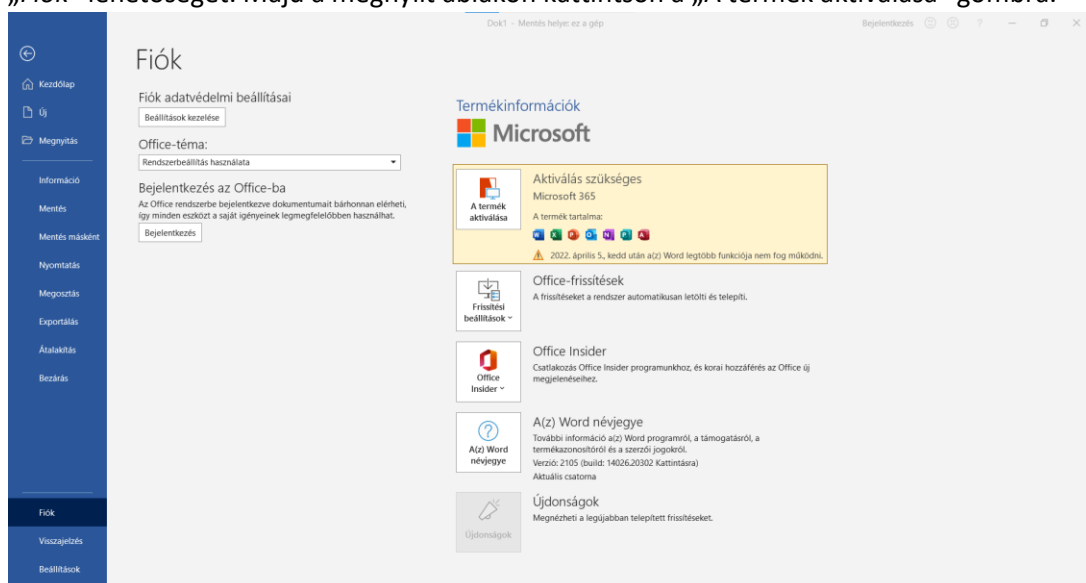 „Fiók” lehetőséget. Majd a megnyílt ablakon kattintson a „A termék aktiválása” gombra.
Dok1 - Mentés helye: ez a gép
Bejelentkezés
?
Kezdőlap
Új
Megnyitás
Információ
Mentés
Mentés másként
Nyomtatás
Megosztás
Exportálás
Átalakítás
Bezárás
Fiók
Visszajelzés
Beállítások
Fiók
Fiók adatvédelmi beállításai
Beállítások kezelése
Office-téma:
Rendszerbeállítás használata
Bejelentkezés az Office-ba
Az Office rendszerbe bejelentkezve dokumentumait bárhonnan elérheti,
így minden eszközt a saját igényeinek legmegfelelőbben használhat.
Bejelentkezés
Termékinformációk
Microsoft
A termék
aktiválása
Aktiválás szükséges
Microsoft 365
A termék tartalma:
2022. április 5., kedd után a(z) Word legtöbb funkciója nem fog működni.
Frissítési
beállítások
Office-frissítések
A frissítéseket a rendszer automatikusan letölti és telepíti.
Office
Insider
Office Insider
Csatlakozás Office Insider programunkhoz, és korai hozzáférés az Office új
megjelenéseihez.
A(z) Word
névjegye
A(z) Word névjegye
További információ a(z) Word programról, a támogatásról, a
termékazonosítóról és a szerzői jogokról.
Verzió: 2105 (build: 14026.20302 Kattintásra)
Aktuális csatorna
Újdonságok
Újdonságok
Megnézheti a legújabban telepített frissítéseket.